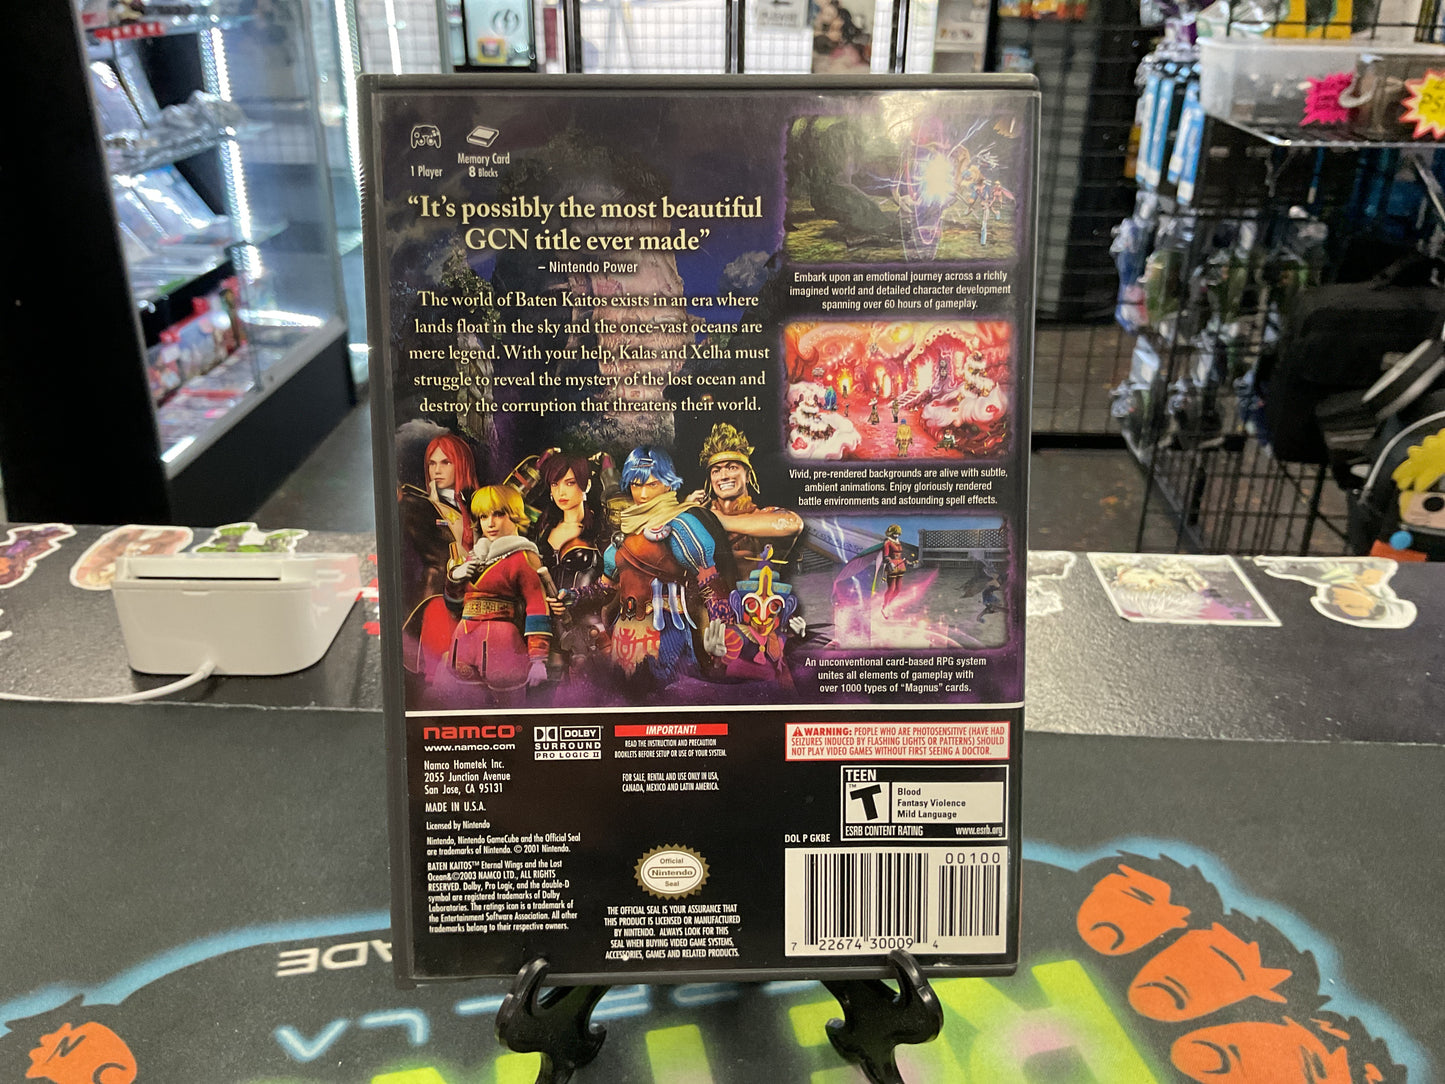 1 Player
Memory Card
8 Blocks
“It's possibly the most beautiful
GCN title ever made”
– Nintendo Power
The world of Baten Kaitos exists in an era where
lands float in the sky and the once-vast oceans are
mere legend. With your help, Kalas and Xelha must
struggle to reveal the mystery of the lost ocean and
destroy the corruption that threatens their world.
Embark upon an emotional journey across a richly
imagined world and detailed character development
spanning over 60 hours of gameplay.
Vivid, pre-rendered backgrounds are alive with subtle,
ambient animations. Enjoy gloriously rendered
battle environments and astounding spell effects.
An unconventional card-based RPG system
unites all elements of gameplay with
over 1000 types of “Magnus” cards.
namco®
www.namco.com
Namco Hometek Inc.
2055 Junction Avenue
San Jose, CA 95131
MADE IN U.S.A.
Licensed by Nintendo
Nintendo, Nintendo GameCube and the Official Seal
are trademarks of Nintendo. © 2001 Nintendo.
BATEN KAITOS™ Eternal Wings and the Lost
Ocean&©2003 NAMCO LTD., ALL RIGHTS
RESERVED. Dolby, Pro Logic, and the double-D
symbol are registered trademarks of Dolby
Laboratories. The ratings icon is a trademark of
the Entertainment Software Association. All other
trademarks belong to their respective owners.
DOLBY
SURROUND
PRO LOGIC II
IMPORTANT!
READ THE INSTRUCTION AND PRECAUTION
BOOKLETS BEFORE SETUP OR USE OF YOUR SYSTEM.
FOR SALE, RENTAL AND USE ONLY IN USA,
CANADA, MEXICO AND LATIN AMERICA.
Official
Nintendo
Seal
THE OFFICIAL SEAL IS YOUR ASSURANCE THAT
THIS PRODUCT IS LICENSED OR MANUFACTURED
BY NINTENDO. ALWAYS LOOK FOR THIS
SEAL WHEN BUYING VIDEO GAME SYSTEMS,
ACCESSORIES, GAMES AND RELATED PRODUCTS.
WARNING: PEOPLE WHO ARE PHOTOSENSITIVE (HAVE HAD
SEIZURES INDUCED BY FLASHING LIGHTS OR PATTERNS) SHOULD
NOT PLAY VIDEO GAMES WITHOUT FIRST SEEING A DOCTOR.
TEEN
T™
Blood
Fantasy Violence
Mild Language
ESRB CONTENT RATING www.esrb.org
DOL P GKBE
00100
7 22674 30009 4